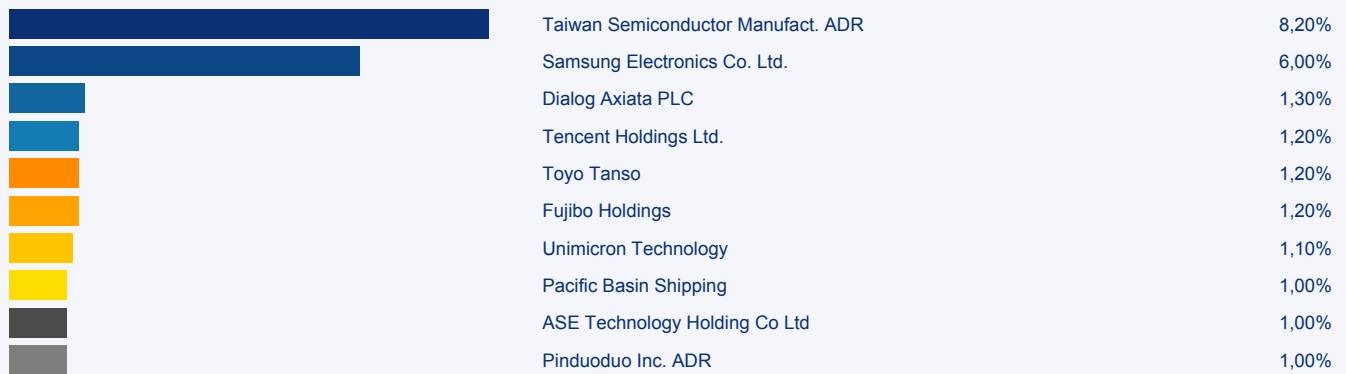 Taiwan Semiconductor Manufact. ADR 8,20%
Samsung Electronics Co. Ltd. 6,00%
Dialog Axiata PLC 1,30%
Tencent Holdings Ltd. 1,20%
Toyo Tanso 1,20%
Fujibo Holdings 1,20%
Unimicron Technology 1,10%
Pacific Basin Shipping 1,00%
ASE Technology Holding Co Ltd 1,00%
Pinduoduo Inc. ADR 1,00%